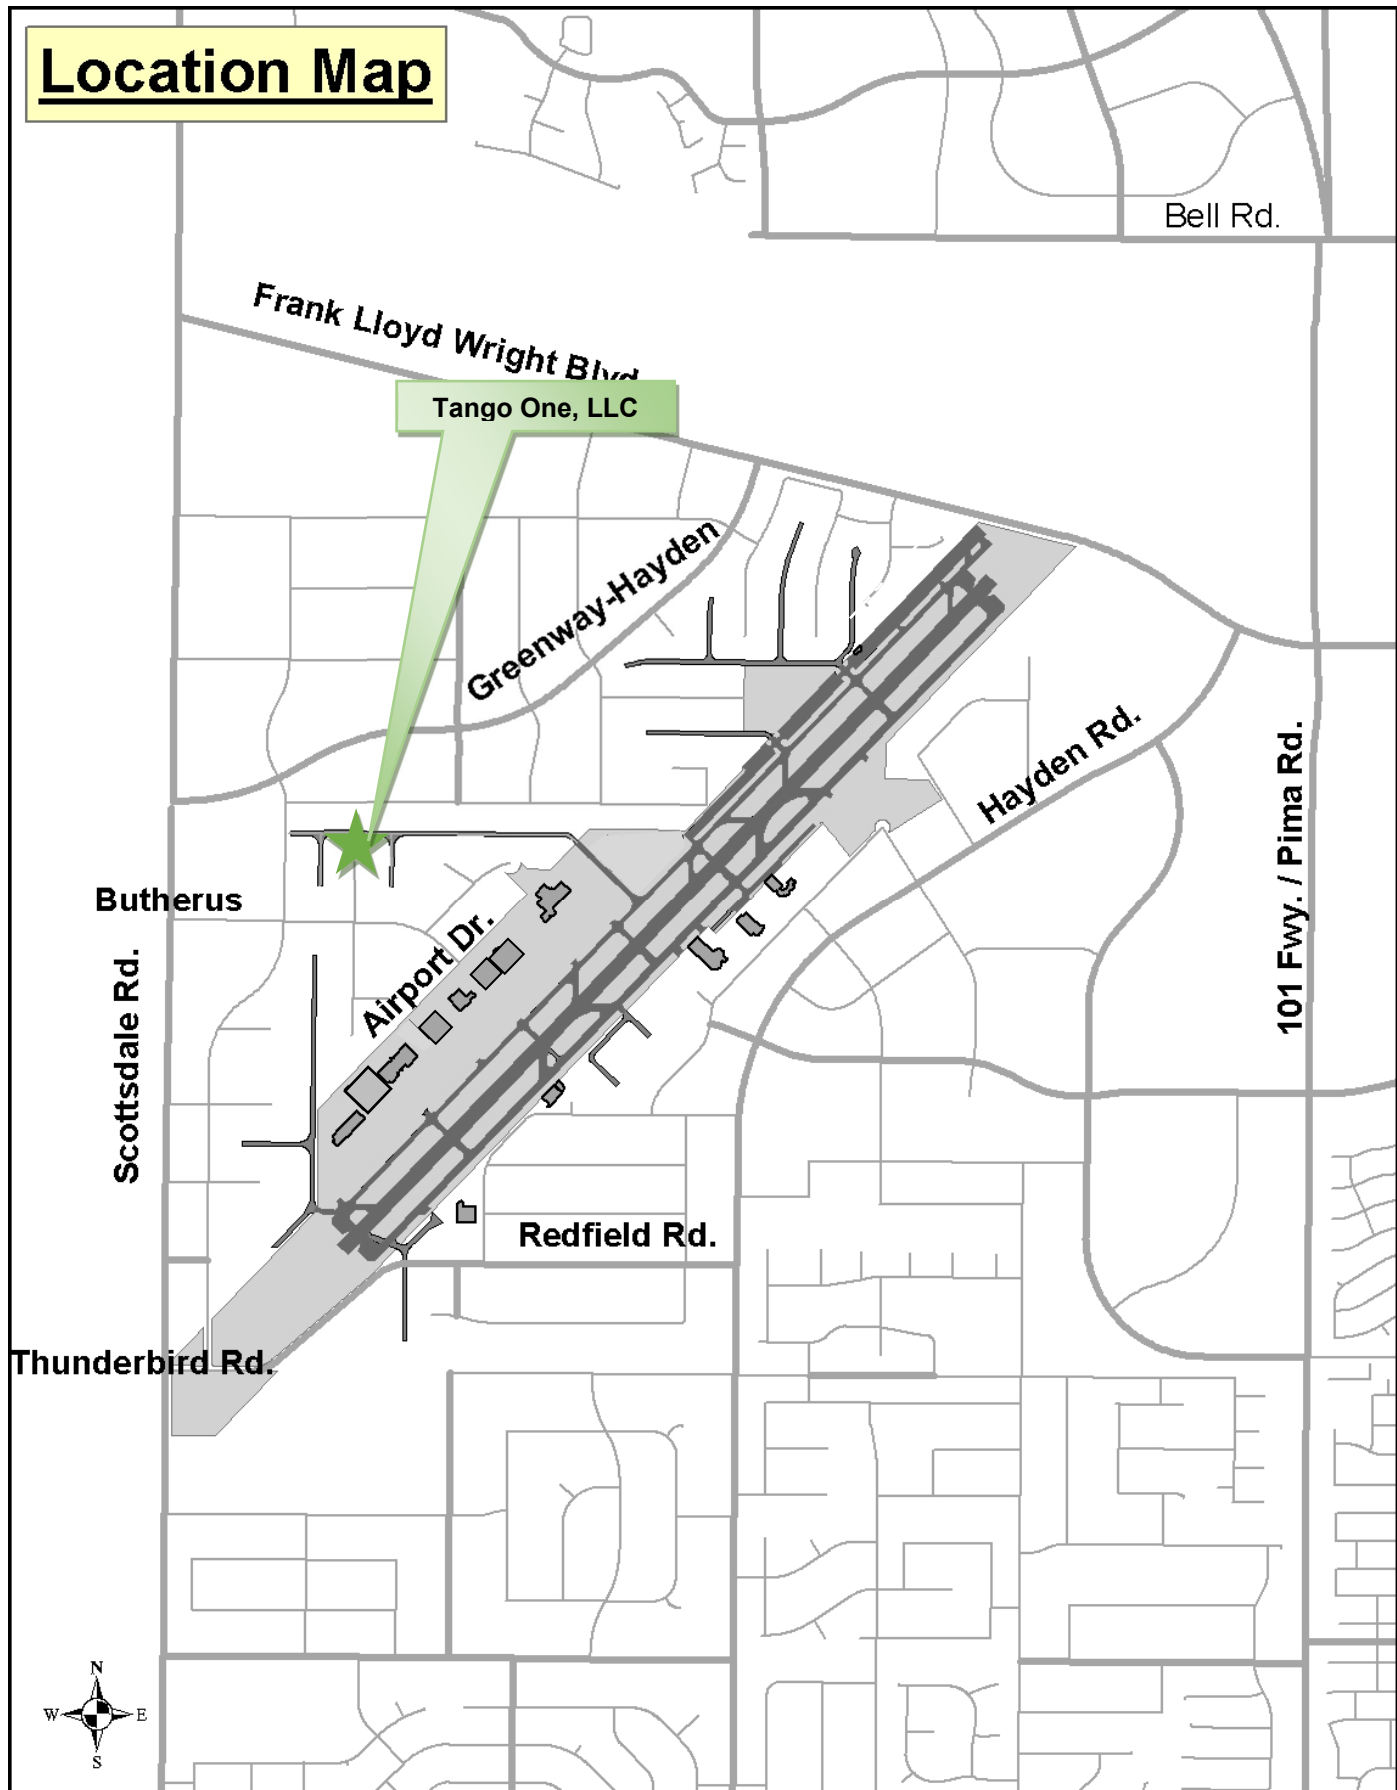 Location Map
Bell Rd.
Frank Lloyd Wright Blvd
Tango One, LLC
Greenway-Hayden
Hayden Rd.
101 Fwy. / Pima Rd.
Butherus
Airport Dr.
Scottsdale Rd.
Redfield Rd.
Thunderbird Rd.
N
W E
S